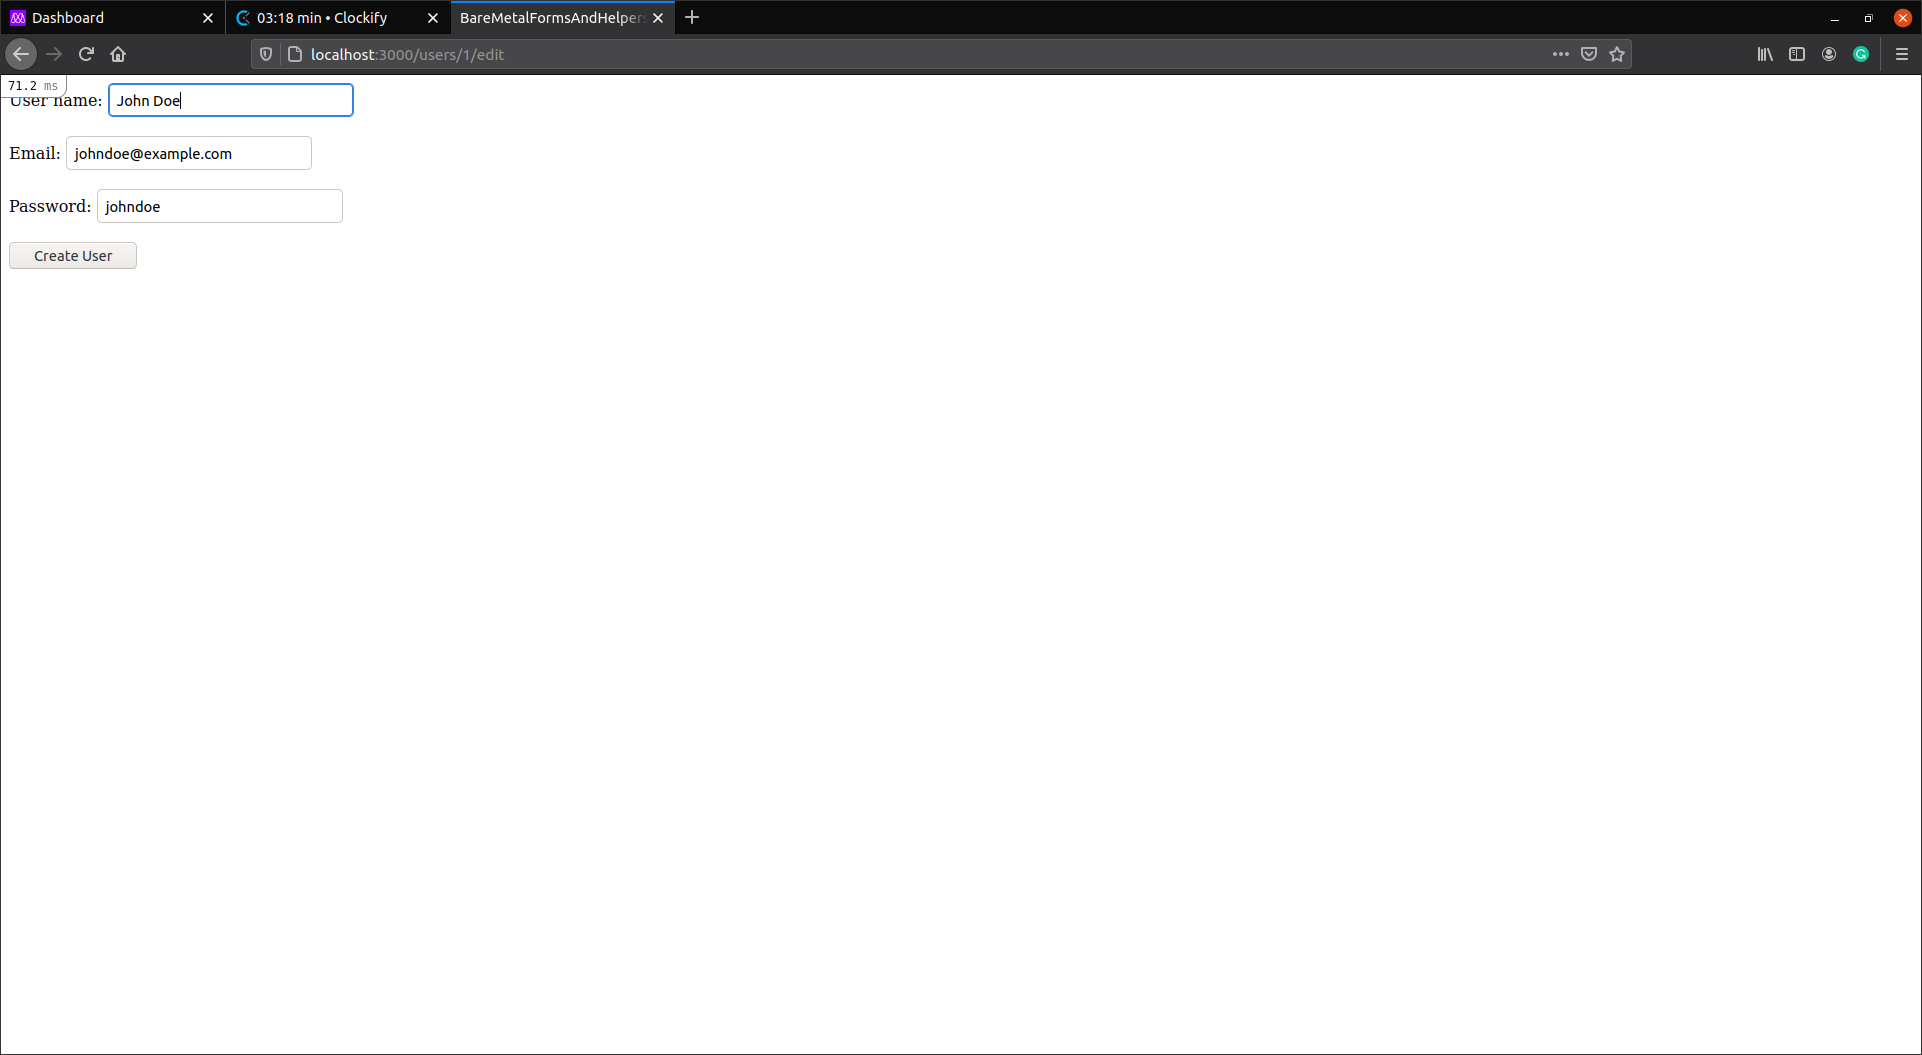 Dashboard
03:18 min • Clockify
BareMetalFormsAndHelpers
localhost:3000/users/1/edit
71.2 ms
User name: John Doe
Email: johndoe@example.com
Password: johndoe
Create User